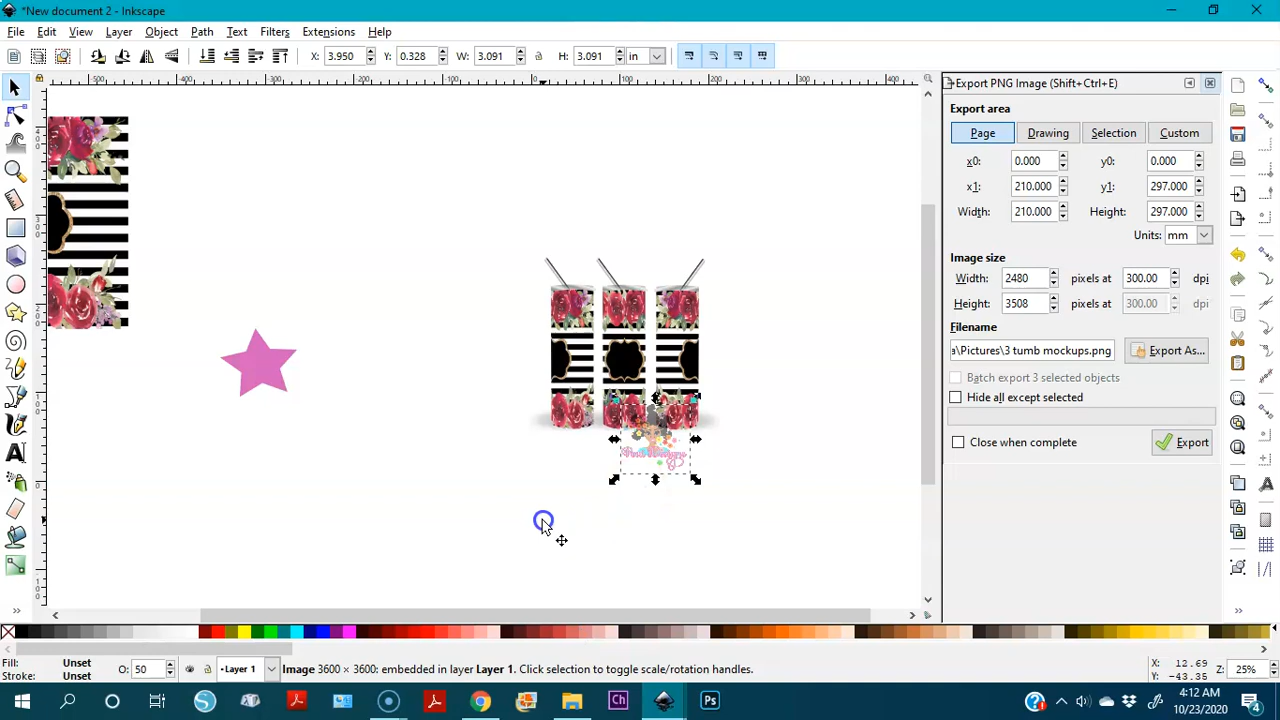 *New document 2 - Inkscape
File Edit View Layer Object Path Text Filters Extensions Help
X: 3.950 Y: 0.328 W: 3.091 H: 3.091 in
Export PNG Image (Shift+Ctrl+E)
Export area
Page Drawing Selection Custom
x0: 0.000 y0: 0.000
x1: 210.000 y1: 297.000
Width: 210.000 Height: 297.000
Units: mm
Image size
Width: 2480 pixels at 300.00 dpi
Height: 3508 pixels at 300.00 dpi
Filename
a\Pictures\3 tumb mockups.png Export As...
Batch export 3 selected objects
Hide all except selected
Close when complete Export
Fill: Unset
Stroke: Unset
O: 50
Layer 1
Image 3600 × 3600: embedded in layer Layer 1. Click selection to toggle scale/rotation handles.
X: 12.69
Y: -43.35
Z: 25%
Ch
Ps
4:12 AM
10/23/2020
4